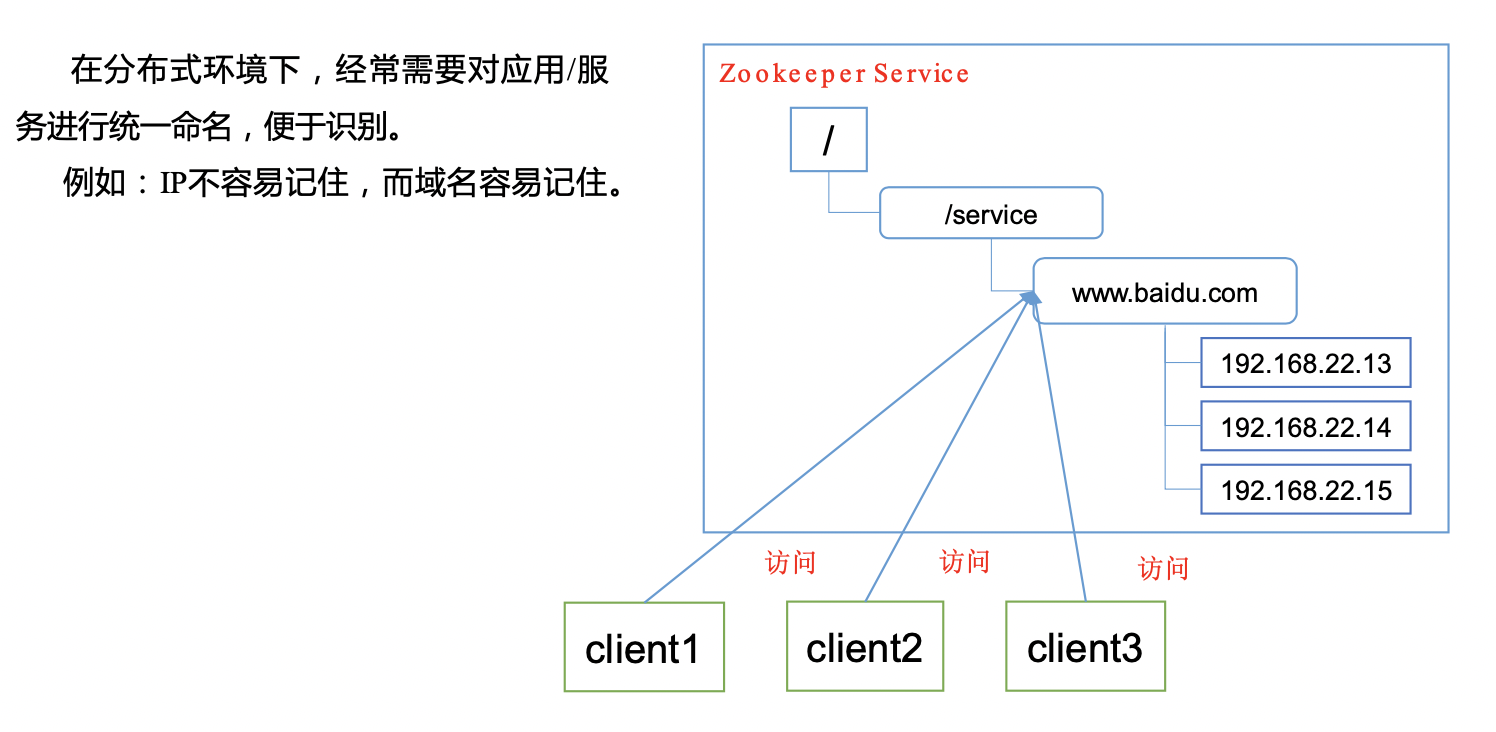 在分布式环境下，经常需要对应用/服
务进行统一命名，便于识别。
例如：IP不容易记住，而域名容易记住。
Zookeeper Service
/
/service
www.baidu.com
192.168.22.13
192.168.22.14
192.168.22.15
访问
访问
访问
client1
client2
client3